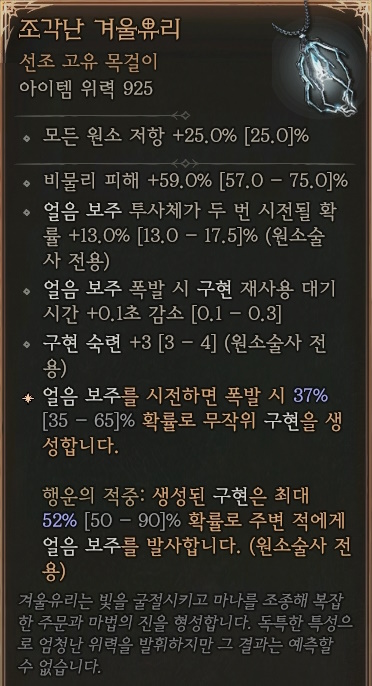 조각난 겨울유리
선조 고유 목걸이
아이템 위력 925
모든 원소 저항 +25.0% [25.0]%
비물리 피해 +59.0% [57.0 – 75.0]%
얼음 보주 투사체가 두 번 시전될 확
률 +13.0% [13.0 – 17.5]% (원소술
사 전용)
얼음 보주 폭발 시 구현 재사용 대기
시간 +0.1초 감소 [0.1 – 0.3]
구현 숙련 +3 [3 – 4] (원소술사 전
용)
얼음 보주를 시전하면 폭발 시 37%
[35 – 65]% 확률로 무작위 구현을 생
성합니다.
행운의 적중: 생성된 구현은 최대
52% [50 – 90]% 확률로 주변 적에게
얼음 보주를 발사합니다. (원소술사 전
용)
겨울유리는 빛을 굴절시키고 마나를 조종해 복잡
한 주문과 마법의 진을 형성합니다. 독특한 특성으
로 엄청난 위력을 발휘하지만 그 결과는 예측할
수 없습니다.